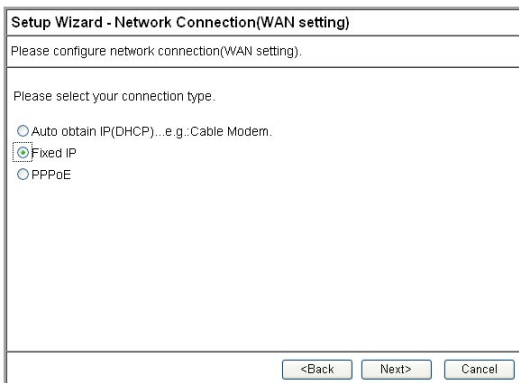 Setup Wizard - Network Connection(WAN setting)
Please configure network connection(WAN setting).
Please select your connection type.
Auto obtain IP(DHCP)...e.g.:Cable Modem.
Fixed IP
PPPoE
<Back Next> Cancel